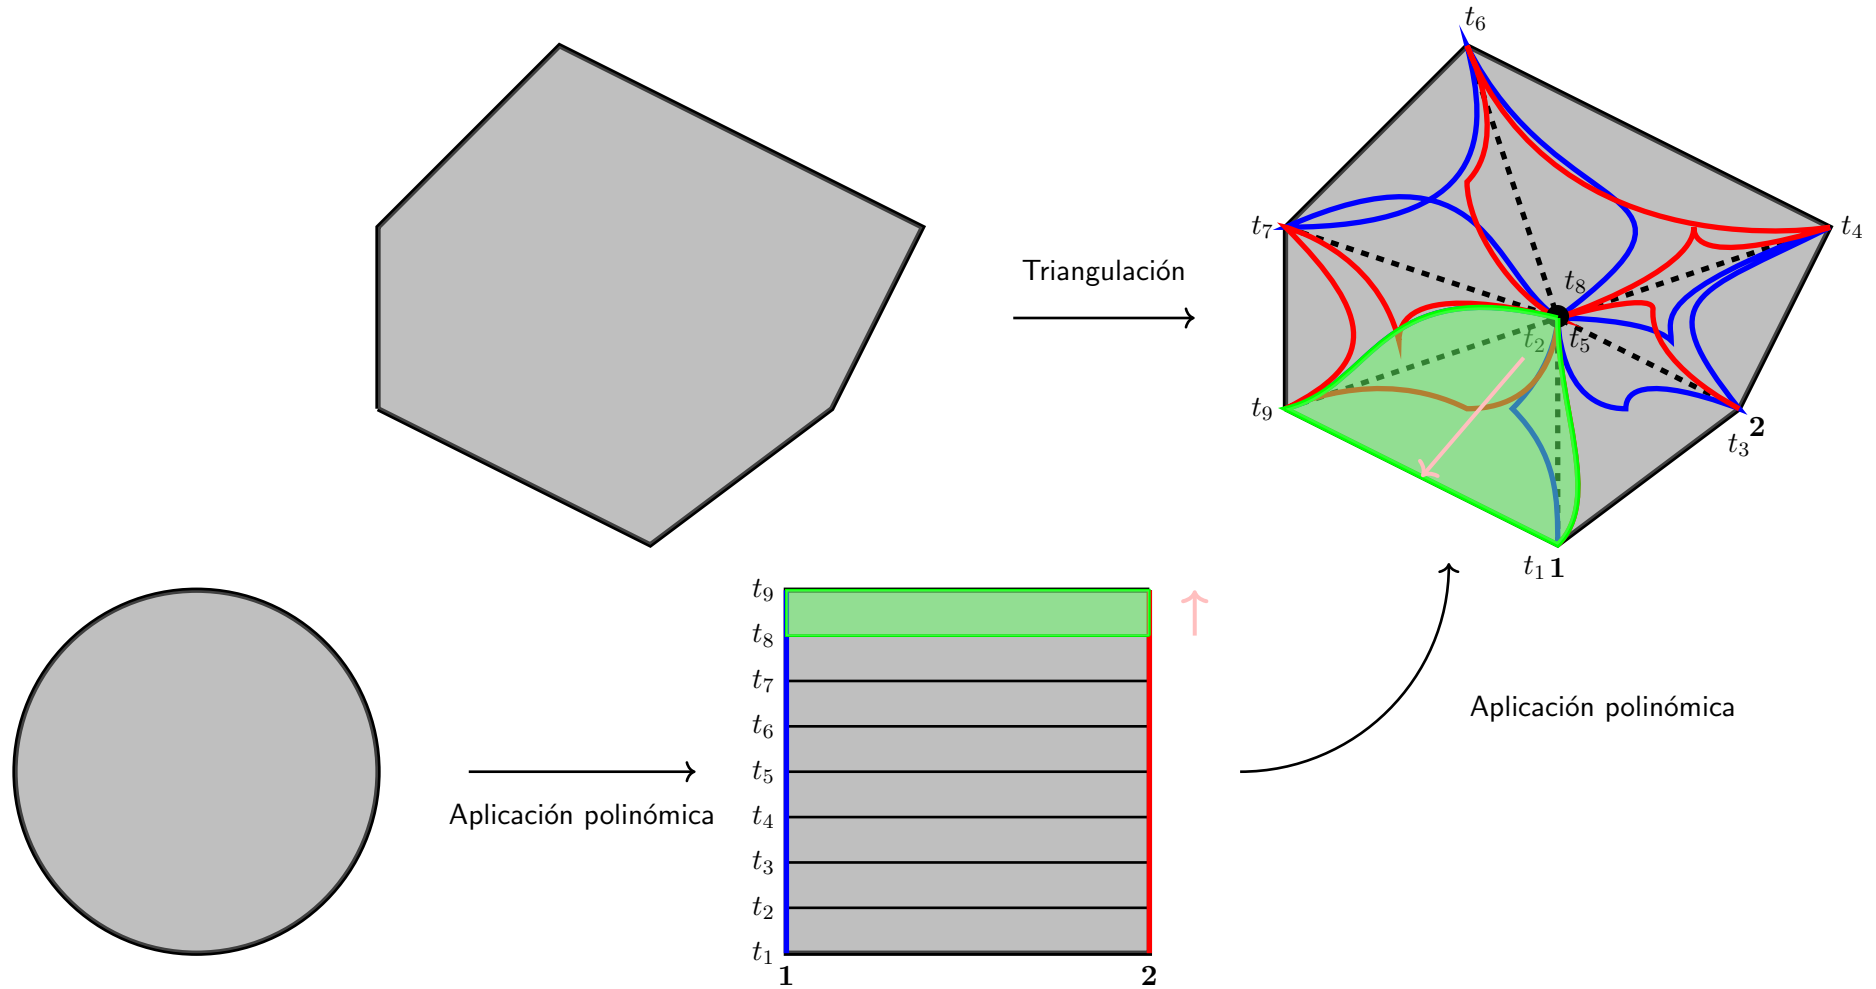 t₆
t₇
t₄
Triangulación
t₈
t₂ t₅
t₉
2
t₃
t₁ 1
t₉
t₈
t₇
t₆
t₅
t₄
t₃
t₂
t₁
1 2
Aplicación polinómica
Aplicación polinómica